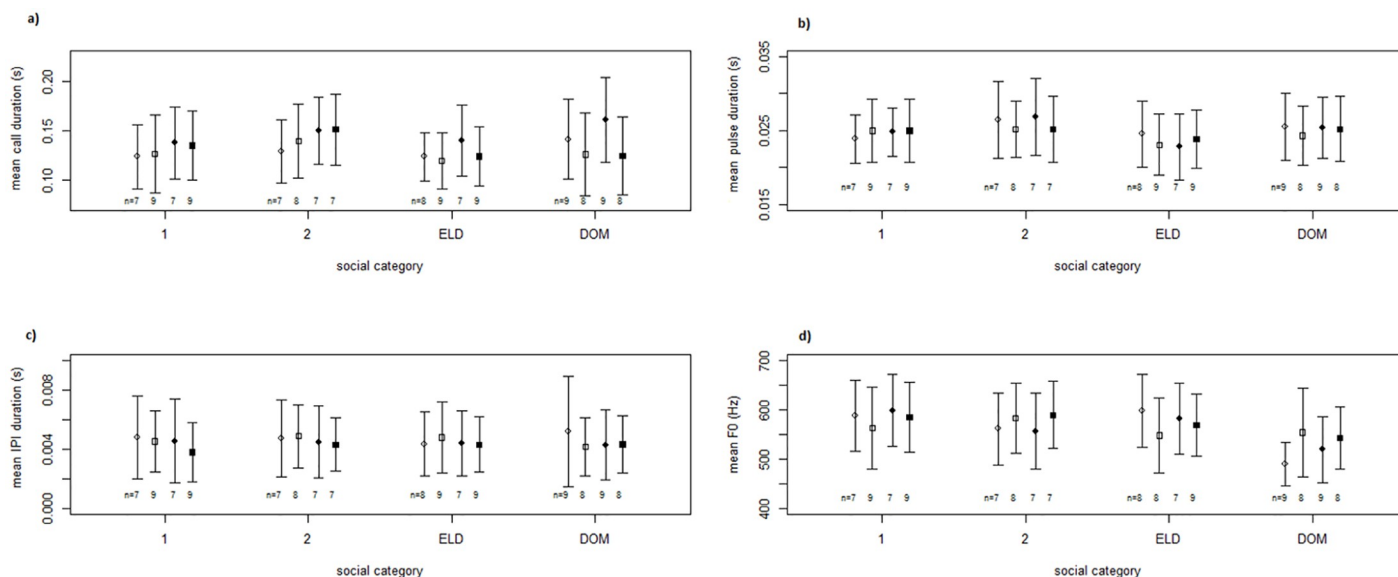 a)
mean call duration (s)
0.20
0.15
0.10
n=7 9 7 9 n=7 8 7 7 n=8 9 7 9 n=9 8 9 8
1 2 ELD DOM
social category
b)
mean pulse duration (s)
0.035
0.025
0.015
n=7 9 7 9 n=7 8 7 7 n=8 9 7 9 n=9 8 9 8
1 2 ELD DOM
social category
c)
mean IPI duration (s)
0.008
0.004
0.000
n=7 9 7 9 n=7 8 7 7 n=8 9 7 9 n=9 8 9 8
1 2 ELD DOM
social category
d)
mean F0 (Hz)
700
600
500
400
n=7 9 7 9 n=7 8 7 7 n=8 8 7 9 n=9 8 9 8
1 2 ELD DOM
social category